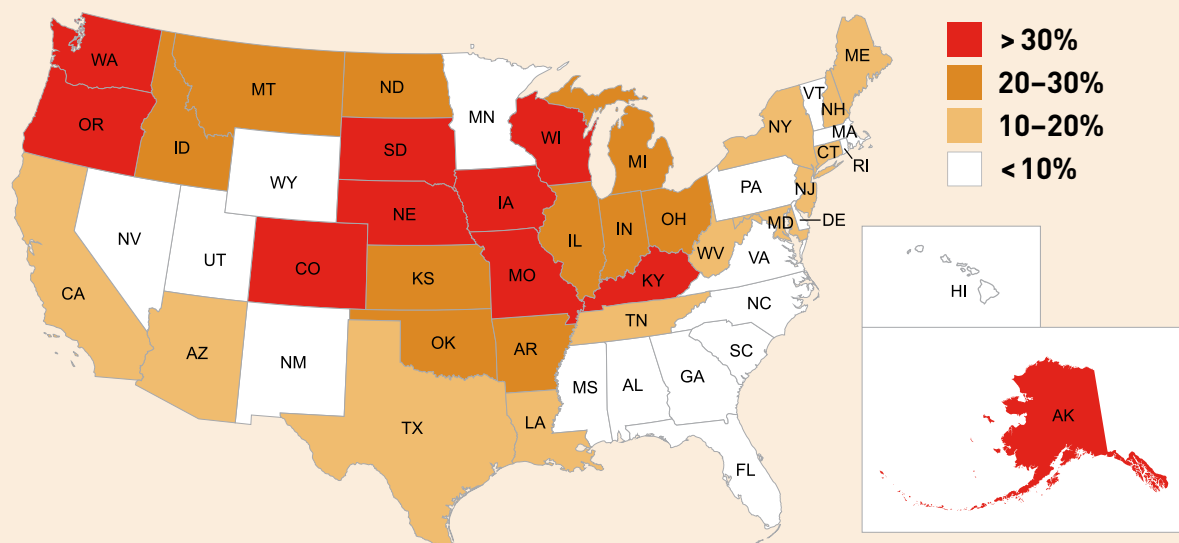 > 30%
20–30%
10–20%
< 10%
WA
OR
ID
MT
ND
MN
SD
WI
MI
WY
NE
IA
NV
UT
CO
KS
MO
IL
IN
OH
KY
WV
VA
PA
NY
ME
VT
NH
MA
CT
RI
NJ
MD
DE
CA
AZ
NM
OK
AR
TN
NC
SC
GA
AL
MS
LA
TX
FL
HI
AK